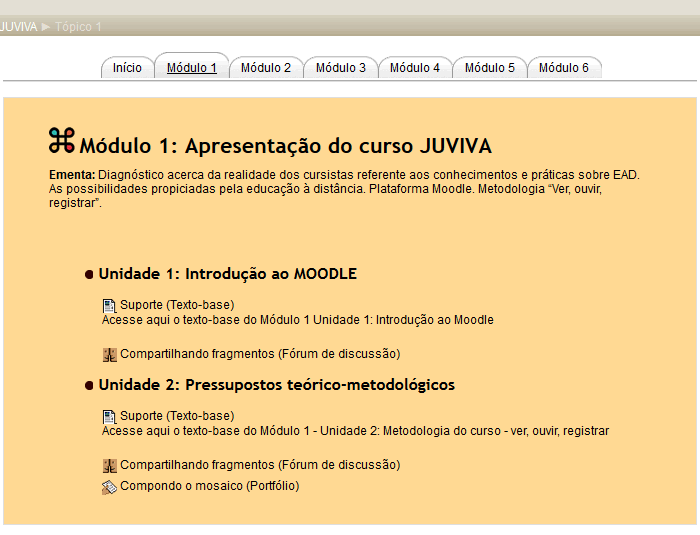 JUVIVA ► Tópico 1
Início Módulo 1 Módulo 2 Módulo 3 Módulo 4 Módulo 5 Módulo 6
Módulo 1: Apresentação do curso JUVIVA
Ementa: Diagnóstico acerca da realidade dos cursistas referente aos conhecimentos e práticas sobre EAD.
As possibilidades propiciadas pela educação à distância. Plataforma Moodle. Metodologia “Ver, ouvir,
registrar”.
Unidade 1: Introdução ao MOODLE
Suporte (Texto-base)
Acesse aqui o texto-base do Módulo 1 Unidade 1: Introdução ao Moodle
Compartilhando fragmentos (Fórum de discussão)
Unidade 2: Pressupostos teórico-metodológicos
Suporte (Texto-base)
Acesse aqui o texto-base do Módulo 1 - Unidade 2: Metodologia do curso - ver, ouvir, registrar
Compartilhando fragmentos (Fórum de discussão)
Compondo o mosaico (Portfólio)